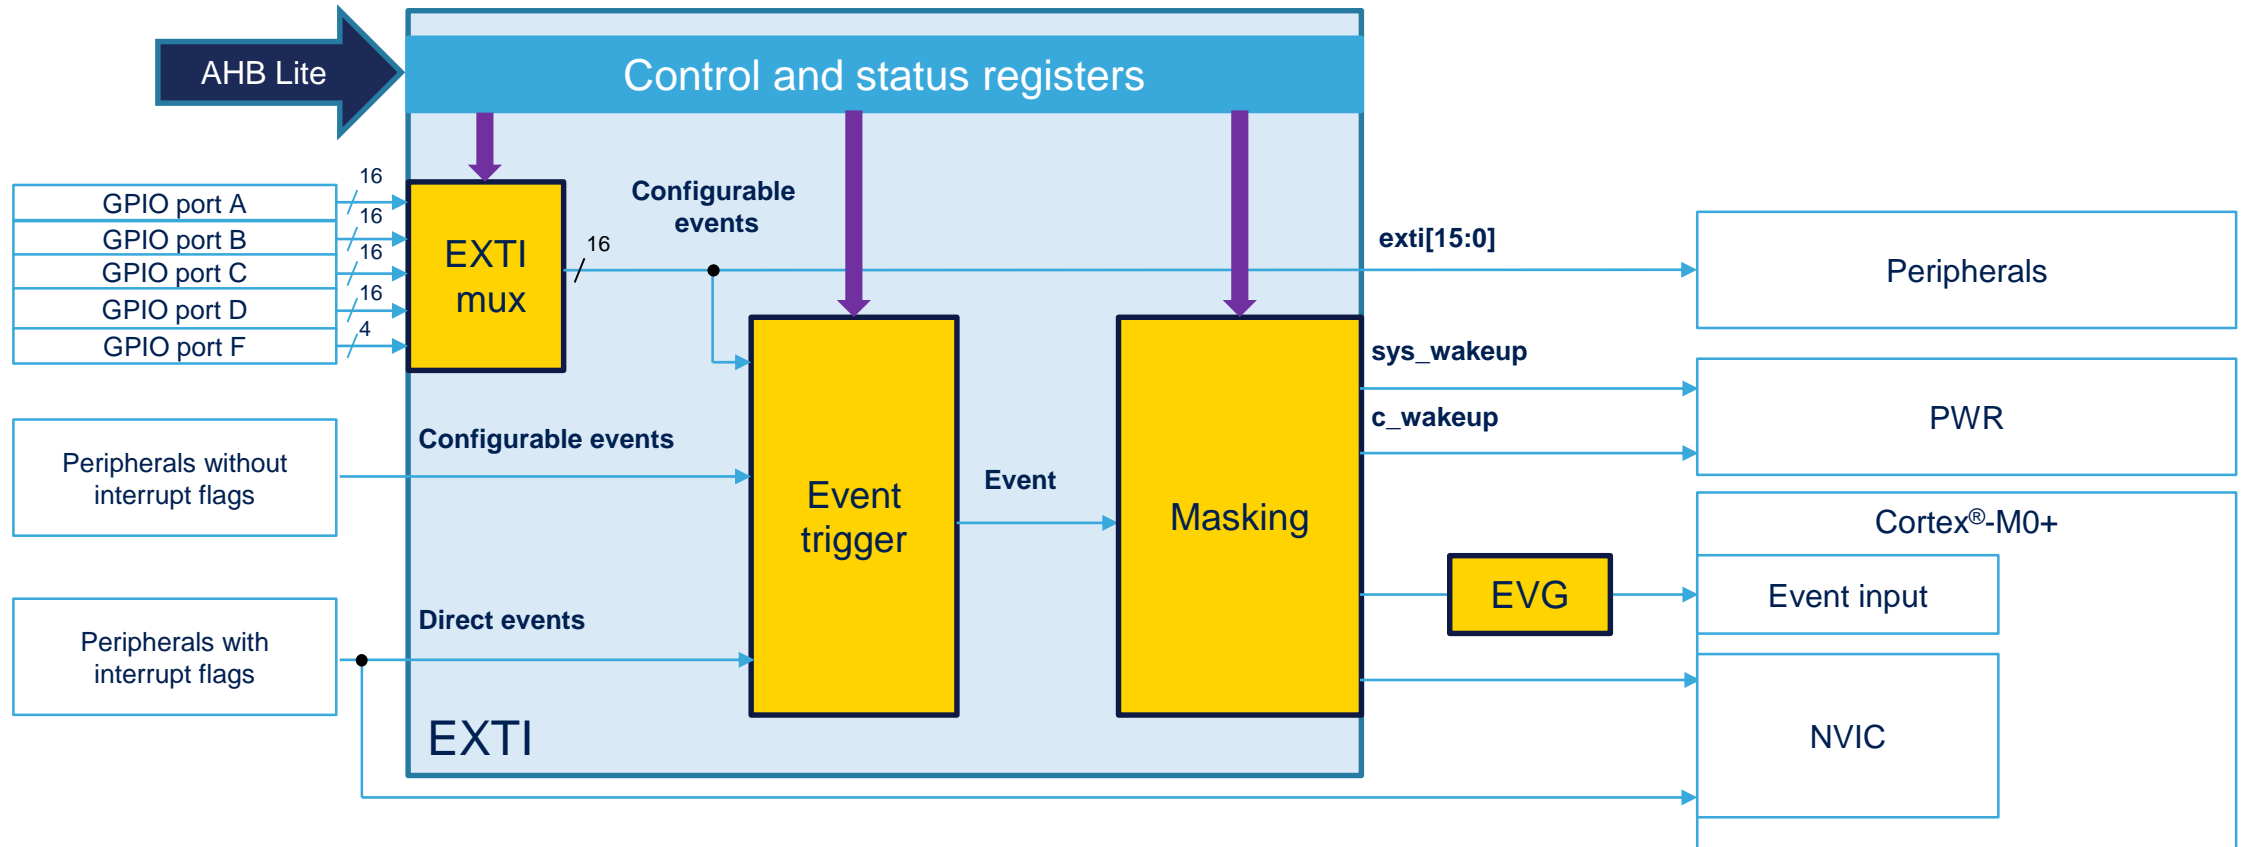 AHB Lite
Control and status registers
GPIO port A
16
GPIO port B
16
GPIO port C
16
GPIO port D
16
GPIO port F
4
EXTI
mux
16
Configurable
events
exti[15:0]
Peripherals
sys_wakeup
c_wakeup
PWR
Peripherals without
interrupt flags
Configurable events
Event
trigger
Event
Masking
Cortex®-M0+
EVG
Event input
Peripherals with
interrupt flags
Direct events
NVIC
EXTI